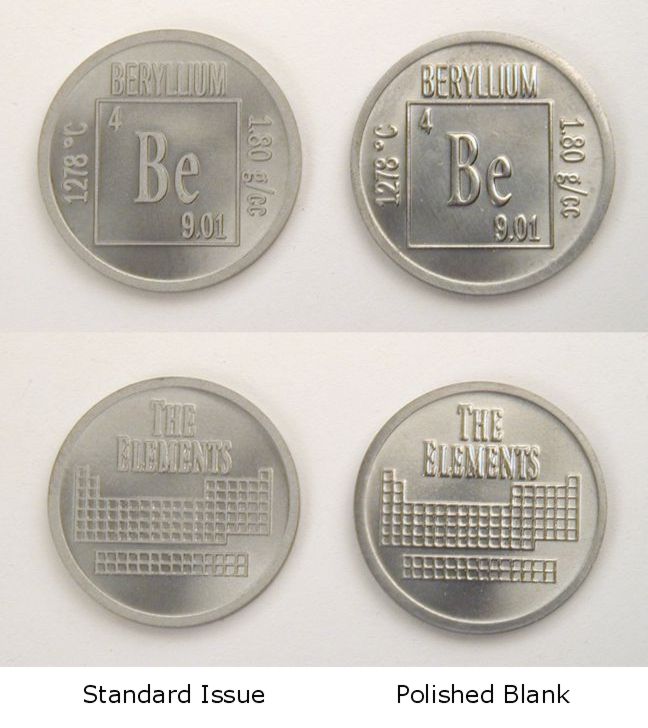 BERYLLIUM
4
1278 °C
Be
1.80 g/cc
9.01
BERYLLIUM
4
1278 °C
Be
1.80 g/cc
9.01
THE
ELEMENTS
THE
ELEMENTS
Standard Issue
Polished Blank